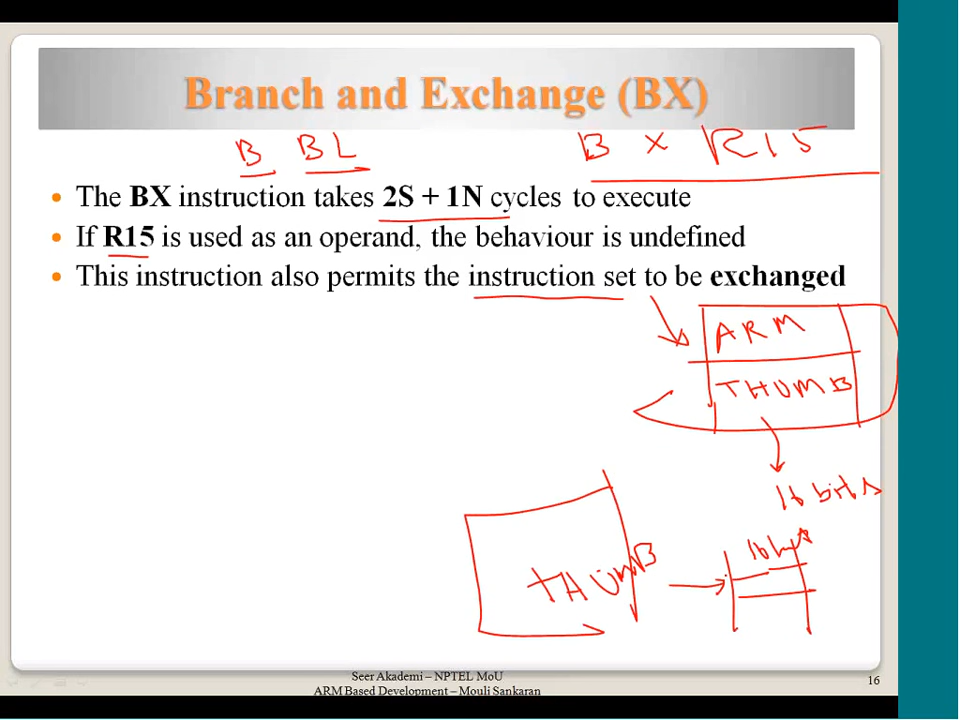 Branch and Exchange (BX)
B BL
B X R15
• The BX instruction takes 2S + 1N cycles to execute
• If R15 is used as an operand, the behaviour is undefined
• This instruction also permits the instruction set to be exchanged
ARM
THUMB
16 bits
16 bits
THUMB
Seer Akademi – NPTEL MoU
ARM Based Development – Mouli Sankaran
16